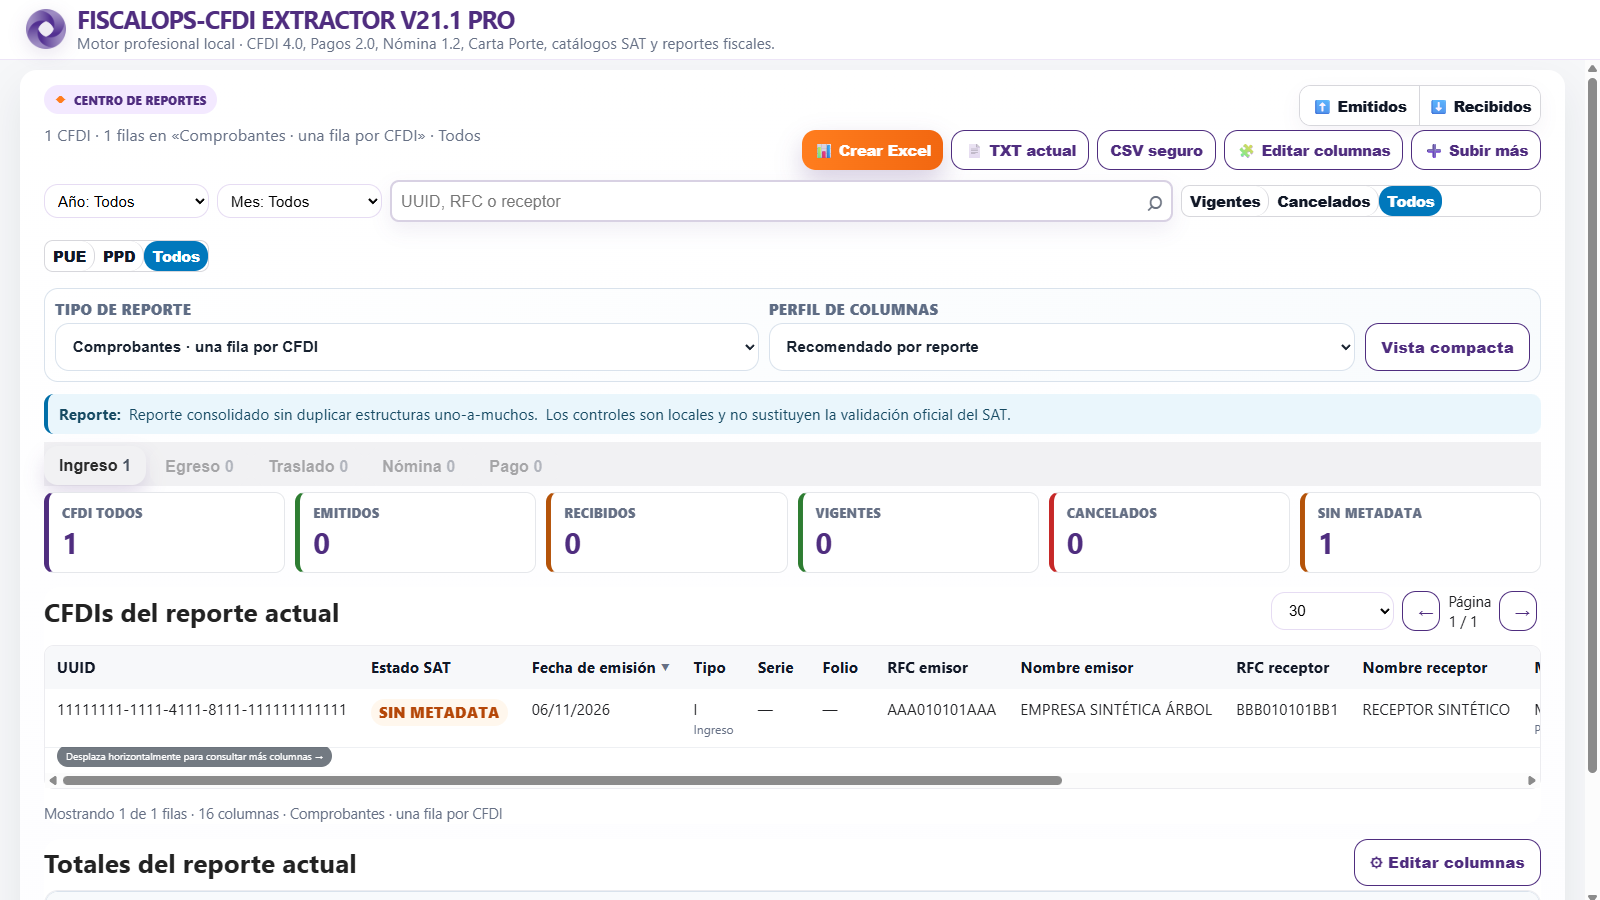 FISCALOPS-CFDI EXTRACTOR V21.1 PRO
Motor profesional local · CFDI 4.0, Pagos 2.0, Nómina 1.2, Carta Porte, catálogos SAT y reportes fiscales.
CENTRO DE REPORTES
Emitidos Recibidos
1 CFDI · 1 filas en «Comprobantes · una fila por CFDI» · Todos
Crear Excel TXT actual CSV seguro Editar columnas Subir más
Año: Todos Mes: Todos UUID, RFC o receptor Vigentes Cancelados Todos
PUE PPD Todos
TIPO DE REPORTE PERFIL DE COLUMNAS
Comprobantes · una fila por CFDI Recomendado por reporte Vista compacta
Reporte: Reporte consolidado sin duplicar estructuras uno-a-muchos. Los controles son locales y no sustituyen la validación oficial del SAT.
Ingreso 1 Egreso 0 Traslado 0 Nómina 0 Pago 0
CFDI TODOS EMITIDOS RECIBIDOS VIGENTES CANCELADOS SIN METADATA
1 0 0 0 0 1
CFDIs del reporte actual 30 ← Página 1 / 1 →
UUID Estado SAT Fecha de emisión ▼ Tipo Serie Folio RFC emisor Nombre emisor RFC receptor Nombre receptor
11111111-1111-4111-8111-111111111111 SIN METADATA 06/11/2026 I — — AAA010101AAA EMPRESA SINTÉTICA ÁRBOL BBB010101BB1 RECEPTOR SINTÉTICO
Ingreso
Desplaza horizontalmente para consultar más columnas →
Mostrando 1 de 1 filas · 16 columnas · Comprobantes · una fila por CFDI
Totales del reporte actual Editar columnas